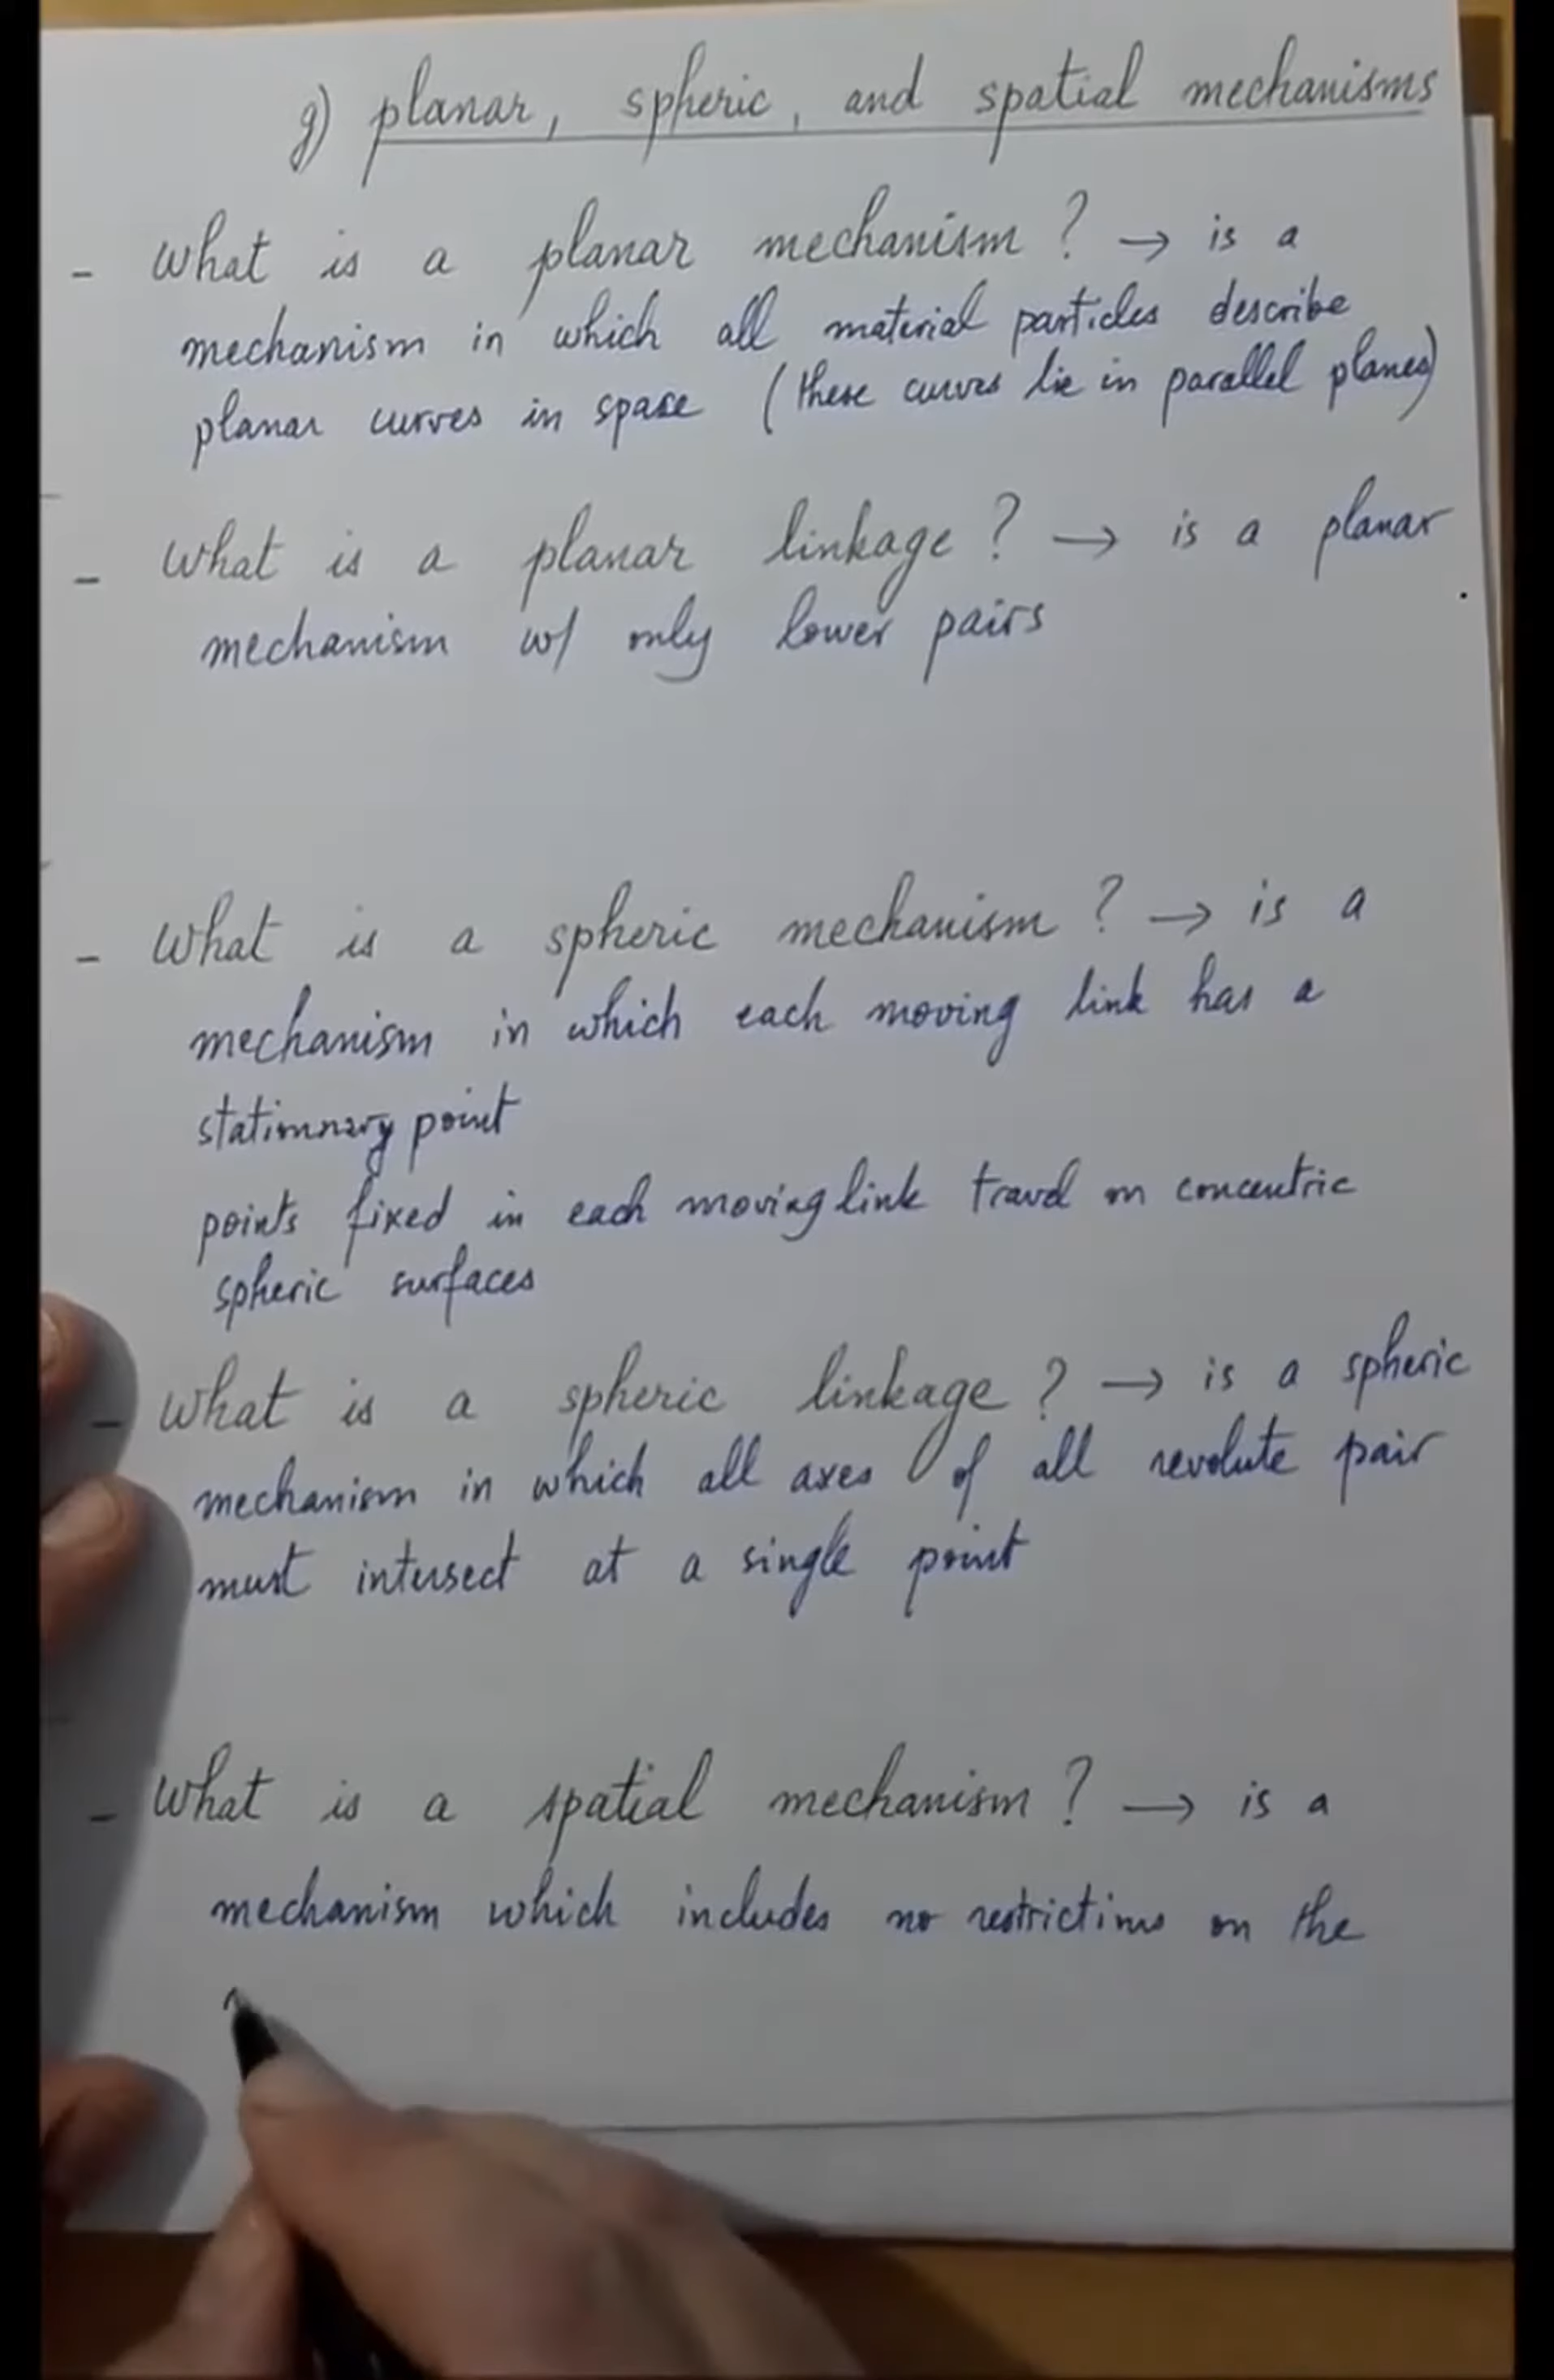 g) planar, spheric, and spatial mechanisms
- What is a planar mechanism? → is a
mechanism in which all material particles describe
planar curves in space (these curves lie in parallel planes)
- What is a planar linkage? → is a planar
mechanism w/ only lower pairs
- What is a spheric mechanism? → is a
mechanism in which each moving link has a
stationary point
points fixed in each moving link travel on concentric
spheric surfaces
- What is a spheric linkage? → is a spheric
mechanism in which all axes of all revolute pair
must intersect at a single point
- What is a spatial mechanism? → is a
mechanism which includes no restrictions on the